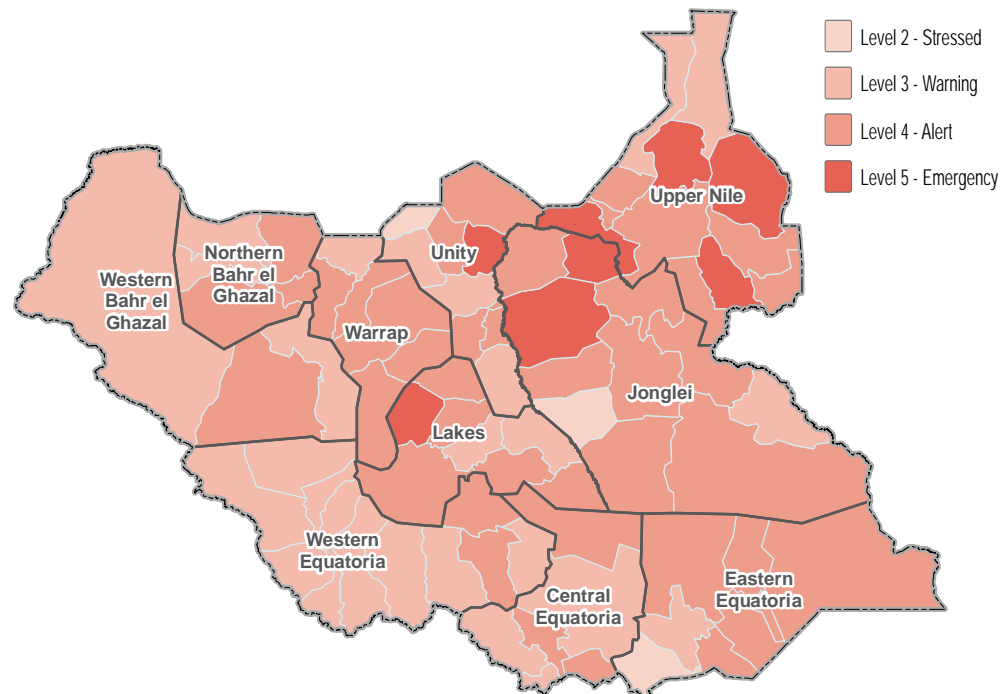 Level 2 - Stressed
Level 3 - Warning
Level 4 - Alert
Level 5 - Emergency
Upper Nile
Northern
Bahr el
Ghazal
Unity
Western
Bahr el
Ghazal
Warrap
Jonglei
Lakes
Western
Equatoria
Central
Equatoria
Eastern
Equatoria